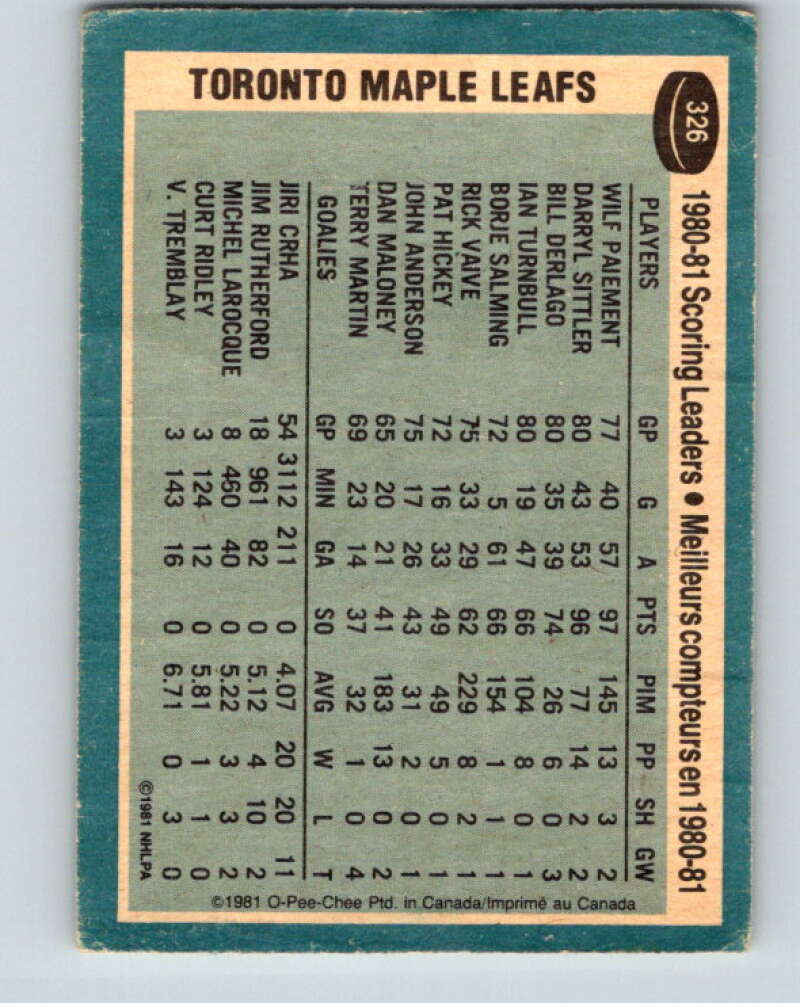 TORONTO MAPLE LEAFS
326
1980-81 Scoring Leaders • Meilleurs compteurs en 1980-81
PLAYERS GP G A PTS PIM PP SH GW
WILF PAIEMENT 77 40 57 97 145 13 3 2
DARRYL SITTLER 80 43 53 96 77 14 2 2
BILL DERLAGO 80 35 39 74 26 6 0 3
IAN TURNBULL 80 19 47 66 104 8 0 1
BORJE SALMING 72 5 61 66 154 1 1 1
RICK VAIVE 75 33 29 62 229 8 2 1
PAT HICKEY 72 16 33 49 49 5 0 1
JOHN ANDERSON 75 17 26 43 31 2 0 1
DAN MALONEY 65 20 21 41 183 13 0 2
TERRY MARTIN 69 23 14 37 32 1 0 4
GOALIES GP MIN GA SO AVG W L T
JIRI CRHA 54 3112 211 0 4.07 20 20 11
JIM RUTHERFORD 18 961 82 0 5.12 4 10 2
MICHEL LAROCQUE 8 460 40 0 5.22 3 3 2
CURT RIDLEY 3 124 12 0 5.81 1 1 0
V. TREMBLAY 3 143 16 0 6.71 0 3 0
©1981 NHLPA
©1981 O-Pee-Chee Ptd. in Canada/Imprimé au Canada